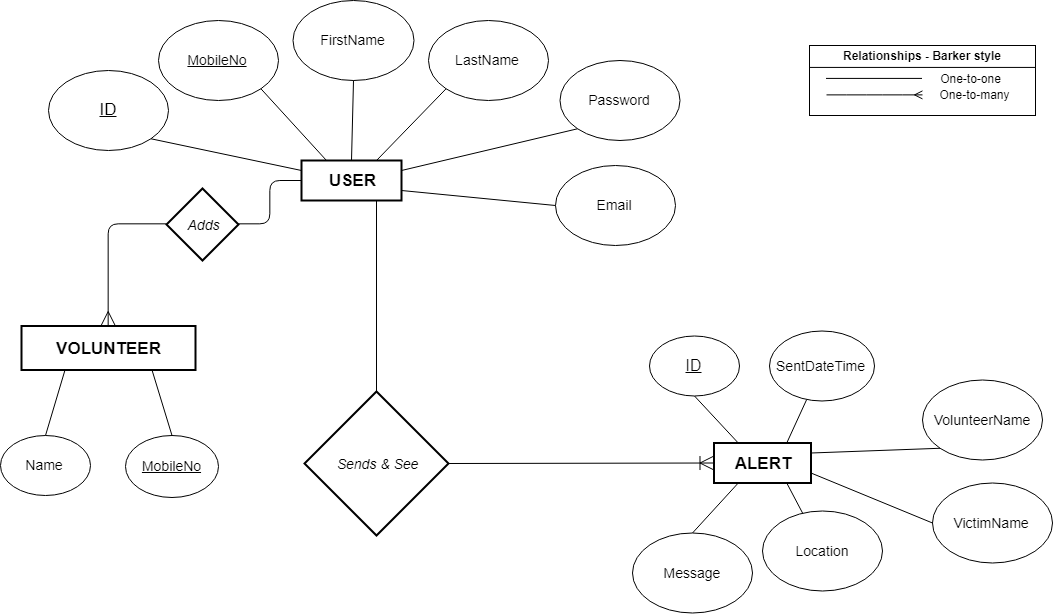 FirstName
MobileNo
LastName
ID
Password
Relationships - Barker style
One-to-one
One-to-many
USER
Email
Adds
VOLUNTEER
Name
MobileNo
Sends & See
ID
SentDateTime
VolunteerName
ALERT
VictimName
Location
Message